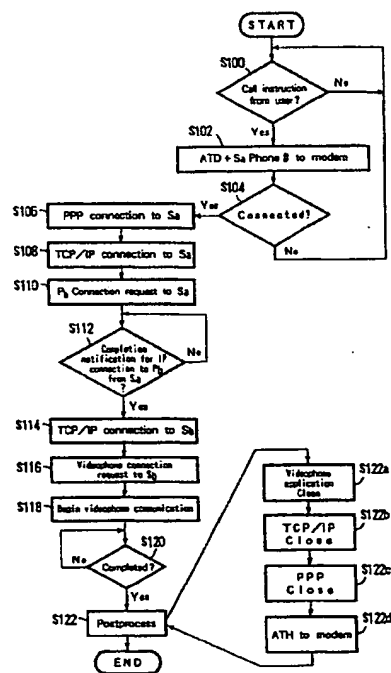 START
S100
Call instruction
from user?
No
Yes
S102
ATD + Sa Phone # to modem
S104
Connected?
Yes
No
S106
PPP connection to Sa
S108
TCP/IP connection to Sa
S110
Pb Connection request to Sa
S112
Completion
notification for IP
connection to Pb
from Sa
?
No
Yes
S114
TCP/IP connection to Sb
S116
Videophone connection
request to Sb
S118
Begin videophone communication
S120
Completed?
No
Yes
S122
Postprocess
END
S122a
Videophone
application
Close
S122b
TCP/IP
Close
S122c
PPP
Close
S122d
ATH to modem